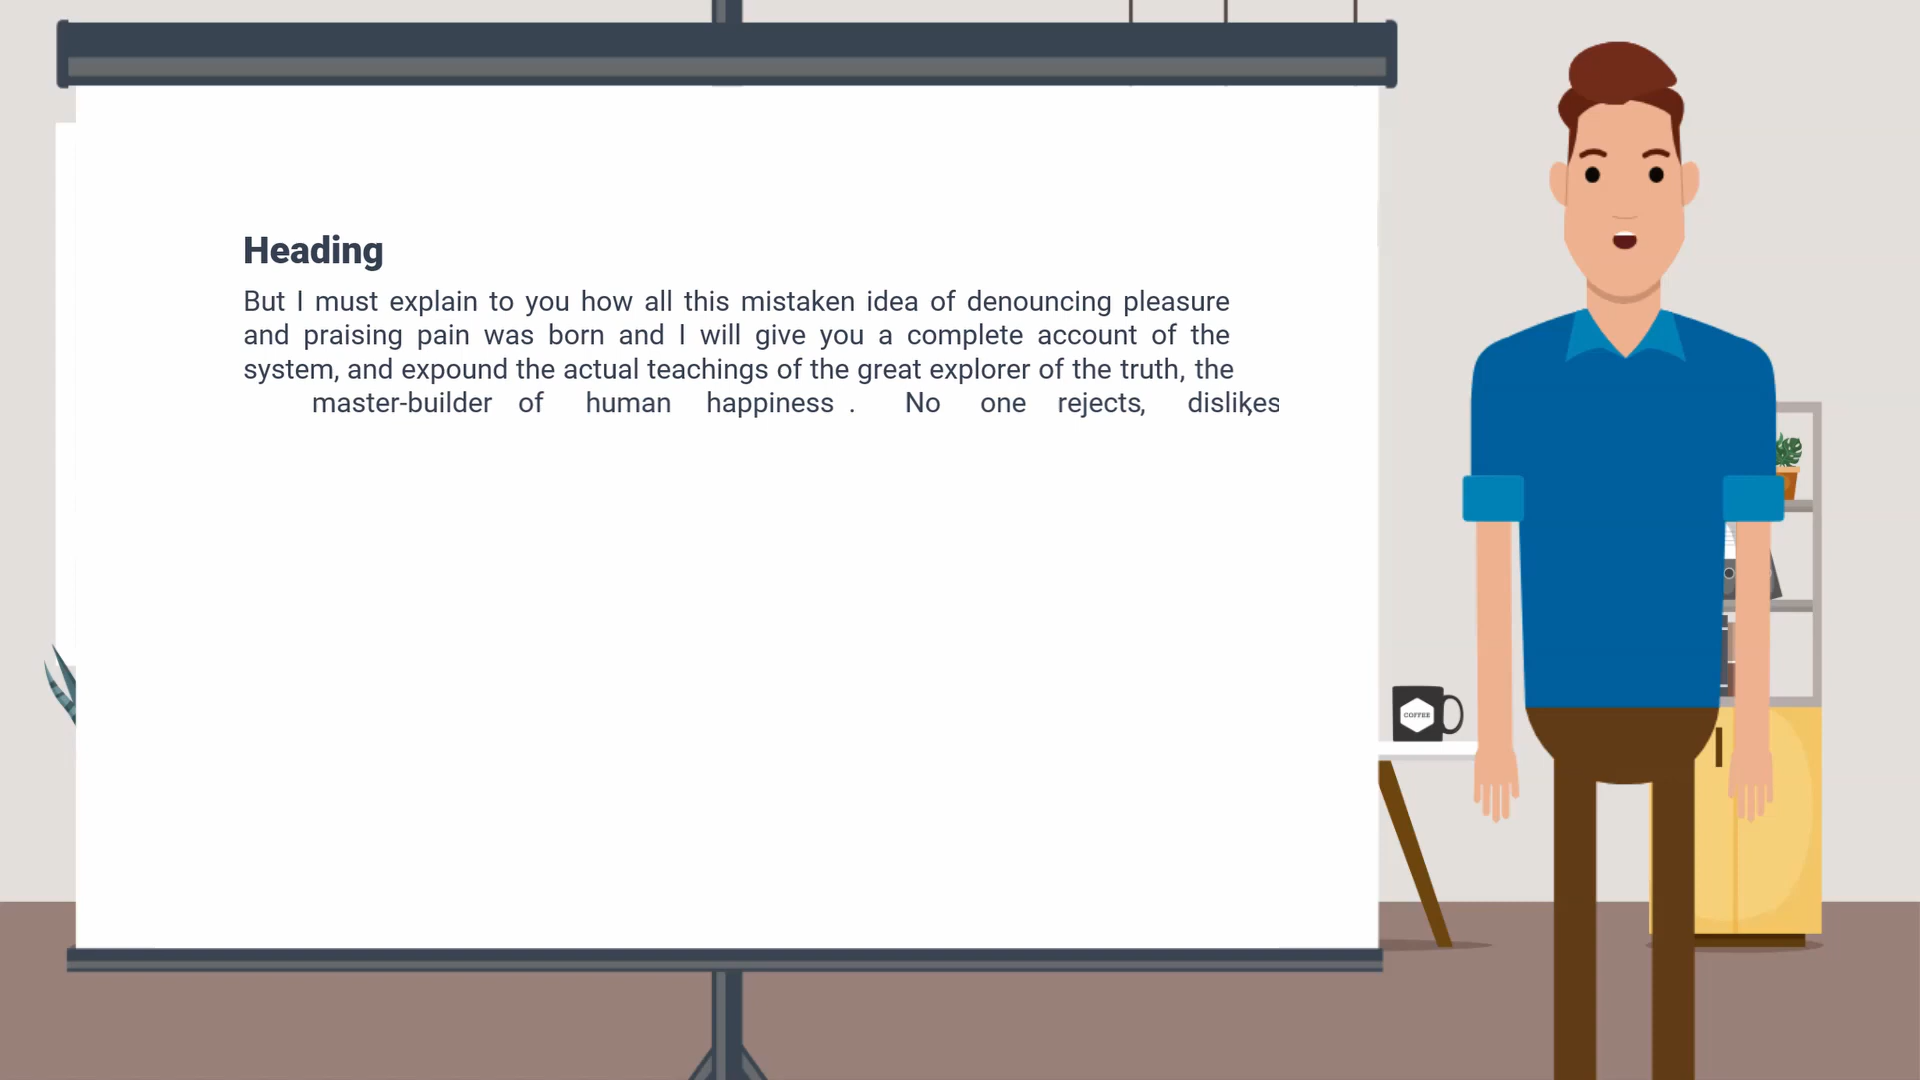 Heading
But I must explain to you how all this mistaken idea of denouncing pleasure
and praising pain was born and I will give you a complete account of the
system, and expound the actual teachings of the great explorer of the truth, the
master-builder of human happiness . No one rejects, dislikes,
COFFEE